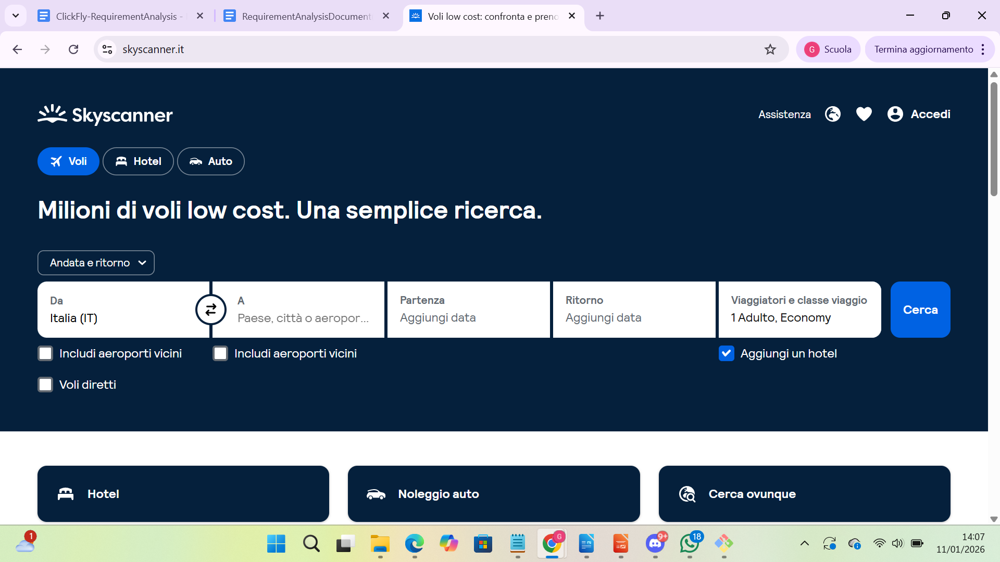 ClickFly-RequirementAnalysis -
RequirementAnalysisDocument
Voli low cost: confronta e preno
skyscanner.it
G Scuola
Termina aggiornamento
Skyscanner
Assistenza
Accedi
Voli
Hotel
Auto
Milioni di voli low cost. Una semplice ricerca.
Andata e ritorno
Da
Italia (IT)
A
Paese, città o aeropor...
Partenza
Aggiungi data
Ritorno
Aggiungi data
Viaggiatori e classe viaggio
1 Adulto, Economy
Cerca
Includi aeroporti vicini
Includi aeroporti vicini
Aggiungi un hotel
Voli diretti
Hotel
Noleggio auto
Cerca ovunque
1
G
9+
18
14:07
11/01/2026